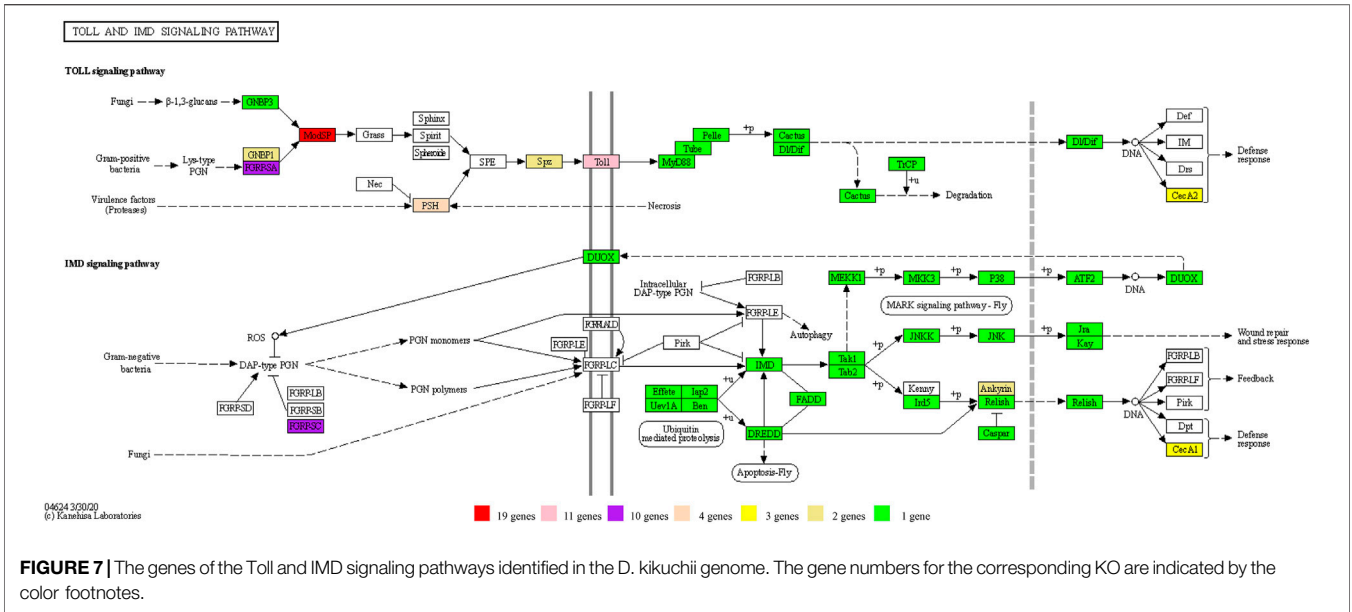 TOLL AND IMD SIGNALING PATHWAY
TOLL signaling pathway
Fungi
β-1,3-glucans
GNBP3
ModSP
Grass
Sphinx
Spirit
Spheroide
SPE
Spz
Toll
Gram-positive
bacteria
Lys-type
PGN
GNBP1
PGRP-SA
Nec
Virulence factors
(Proteases)
PSH
Necrosis
MyD88
Tube
Pelle
+p
Cactus
Dl/Dif
Cactus
TrCP
+u
Degradation
Dl/Dif
DNA
Def
IM
Drs
CecA2
Defense
response
IMD signaling pathway
DUOX
ROS
Gram-negative
bacteria
DAP-type PGN
PGRP-SD
PGRP-LB
PGRP-SB
PGRP-SC
Fungi
PGN monomers
PGN polymers
PGRP-LE
PGRP-LC
PGRP-LF
Intracellular
DAP-type PGN
PGRP-LB
PGRP-LE
Autophagy
Pirk
IMD
FADD
DREDD
Effete
Iap2
Uev1A
Ben
+u
+u
Ubiquitin
mediated proteolysis
Apoptosis-Fly
MEKK1
+p
MKK3
+p
P38
+p
ATF2
DNA
DUOX
MARK signaling pathway - Fly
Tak1
Tab2
+p
JNKK
+p
JNK
+p
Jra
Kay
Wound repair
and stress response
+p
Kenny
Ird5
+p
Ankyrin
Relish
Caspar
Relish
DNA
PGRP-LB
PGRP-LF
Pirk
Feedback
Dpt
CecA1
Defense
response
04624 3/30/20
(c) Kanehisa Laboratories
19 genes 11 genes 10 genes 4 genes 3 genes 2 genes 1 gene
FIGURE 7 | The genes of the Toll and IMD signaling pathways identified in the D. kikuchii genome. The gene numbers for the corresponding KO are indicated by the
color footnotes.